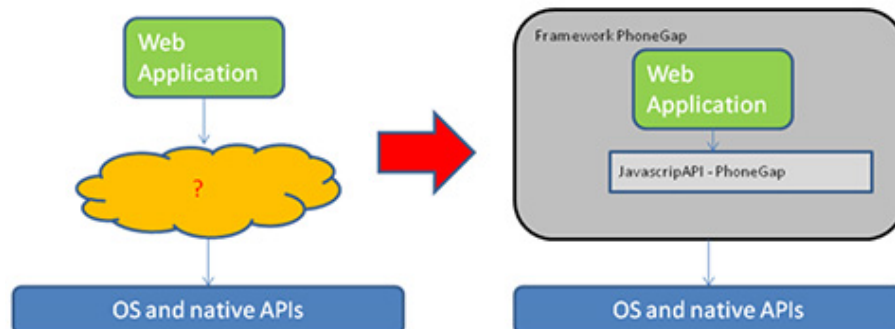 Web
Application
?
OS and native APIs
Framework PhoneGap
Web
Application
JavascripAPI - PhoneGap
OS and native APIs